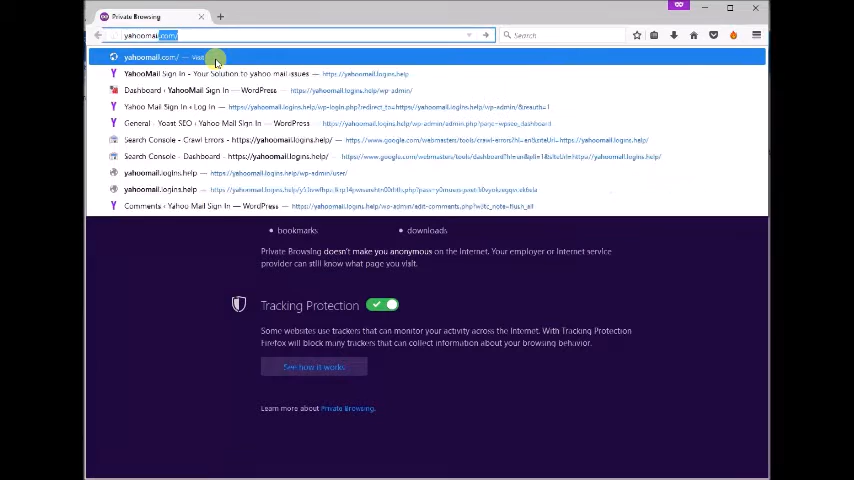 Private Browsing
yahoomail.com/
Search
yahoomail.com/ — Visit
YahooMail Sign In - Your Solution to yahoo mail issues — https://yahoomail.logins.help
Dashboard ‹ YahooMail Sign In — WordPress — https://yahoomail.logins.help/wp-admin/
Yahoo Mail Sign In ‹ Log In — https://yahoomail.logins.help/wp-login.php?redirect_to=https://yahoomail.logins.help/wp-admin/&reauth=1
General - Yoast SEO ‹ Yahoo Mail Sign In — WordPress — https://yahoomail.logins.help/wp-admin/admin.php?page=wpseo_dashboard
Search Console - Crawl Errors - https://yahoomail.logins.help/ — https://www.google.com/webmasters/tools/crawl-errors?hl=en&siteUrl=https://yahoomail.logins.help/
Search Console - Dashboard - https://yahoomail.logins.help/ — https://www.google.com/webmasters/tools/dashboard?hl=en&pli=1&siteUrl=https://yahoomail.logins.help/
yahoomail.logins.help — https://yahoomail.logins.help/wp-admin/user/
yahoomail.logins.help
Comments ‹ Yahoo Mail Sign In — WordPress — https://yahoomail.logins.help/wp-admin/edit-comments.php
bookmarks downloads
Private Browsing doesn't make you anonymous on the Internet. Your employer or Internet service
provider can still know what page you visit.
Tracking Protection
Some websites use trackers that can monitor your activity across the Internet. With Tracking Protection
Firefox will block many trackers that can collect information about your browsing behavior.
See how it works
Learn more about Private Browsing.